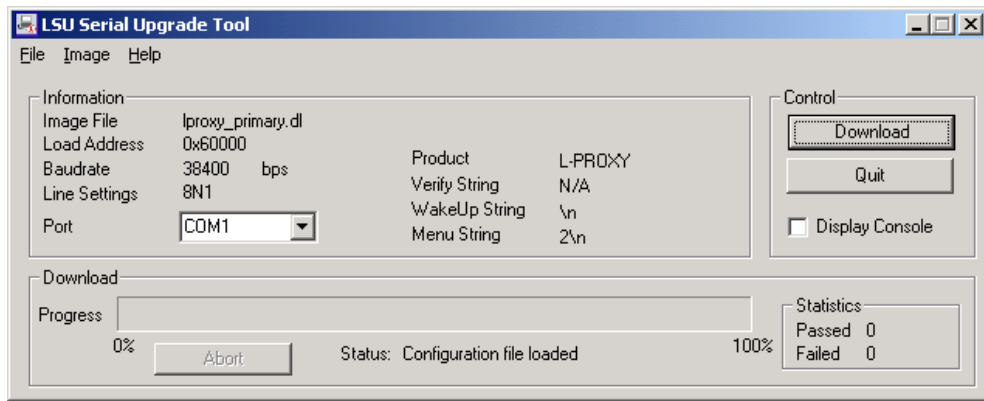 LSU Serial Upgrade Tool
File Image Help
Information
Image File lproxy_primary.dl
Load Address 0x60000
Baudrate 38400 bps
Line Settings 8N1
Port COM1
Product L-PROXY
Verify String N/A
WakeUp String \n
Menu String 2\n
Control
Download
Quit
Display Console
Download
Progress
0% 100%
Abort
Status: Configuration file loaded
Statistics
Passed 0
Failed 0